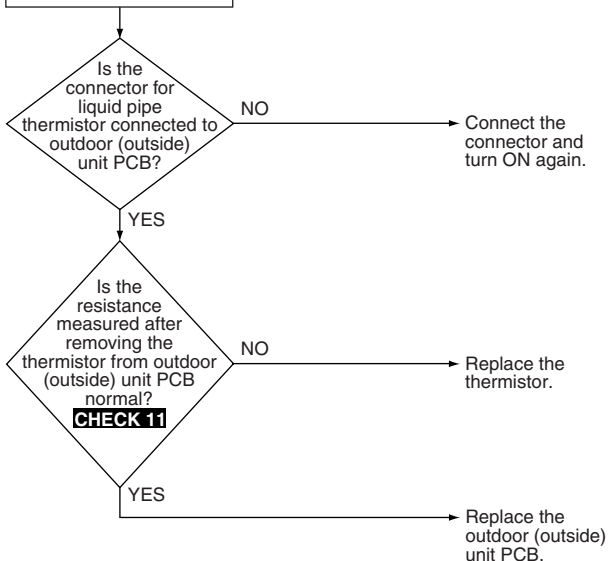 Is the
connector for
liquid pipe
thermistor connected to
outdoor (outside)
unit PCB?
NO
Connect the
connector and
turn ON again.
YES
Is the
resistance
measured after
removing the
thermistor from outdoor
(outside) unit PCB
normal?
CHECK 11
NO
Replace the
thermistor.
YES
Replace the
outdoor (outside)
unit PCB.